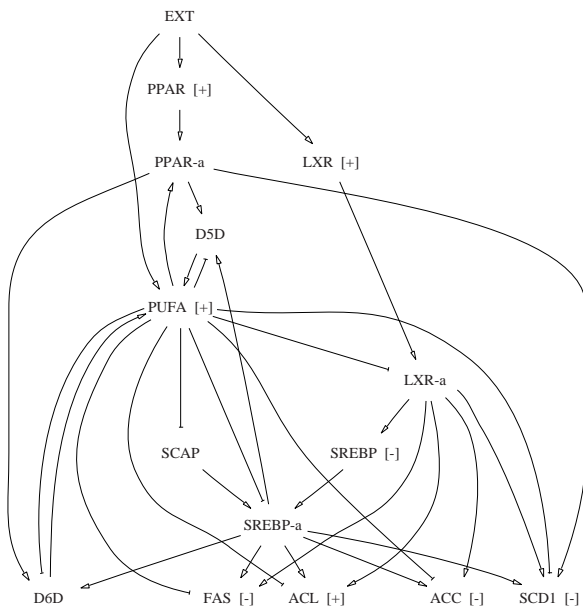 EXT
PPAR [+]
PPAR-a
LXR [+]
D5D
PUFA [+]
LXR-a
SCAP
SREBP [-]
SREBP-a
D6D
FAS [-]
ACL [+]
ACC [-]
SCD1 [-]